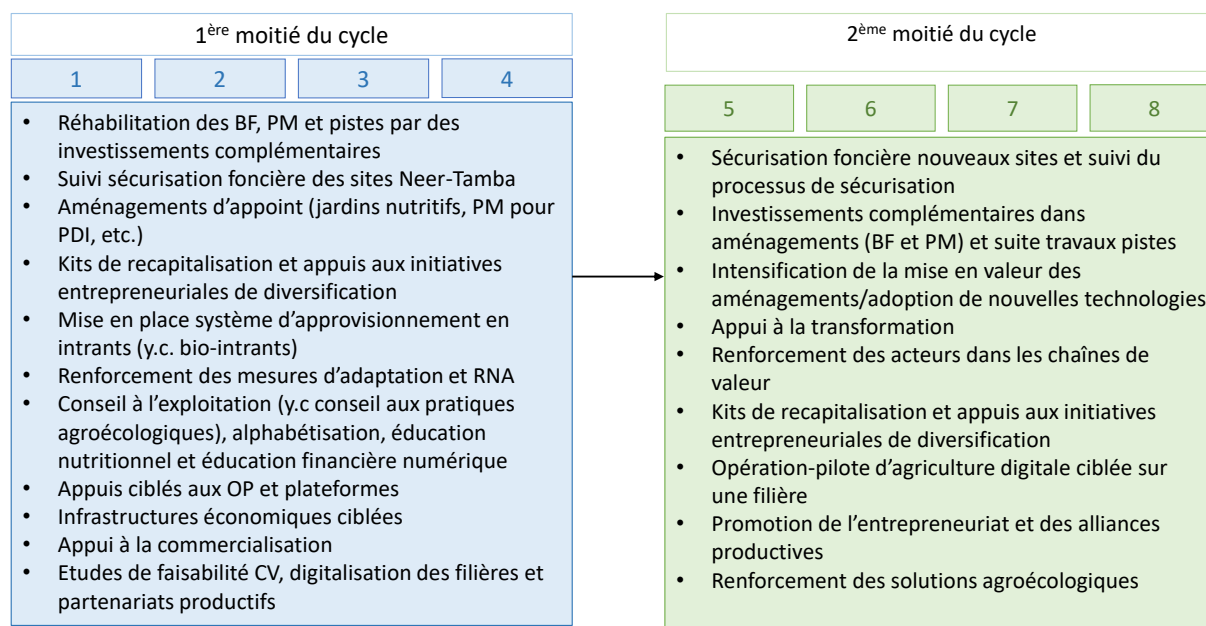 1ère moitié du cycle
1 2 3 4
• Réhabilitation des BF, PM et pistes par des
investissements complémentaires
• Suivi sécurisation foncière des sites Neer-Tamba
• Aménagements d'appoint (jardins nutritifs, PM pour
PDI, etc.)
• Kits de recapitalisation et appuis aux initiatives
entrepreneuriales de diversification
• Mise en place système d'approvisionnement en
intrants (y.c. bio-intrants)
• Renforcement des mesures d'adaptation et RNA
• Conseil à l'exploitation (y.c conseil aux pratiques
agroécologiques), alphabétisation, éducation
nutritionnel et éducation financière numérique
• Appuis ciblés aux OP et plateformes
• Infrastructures économiques ciblées
• Appui à la commercialisation
• Etudes de faisabilité CV, digitalisation des filières et
partenariats productifs
2ème moitié du cycle
5 6 7 8
• Sécurisation foncière nouveaux sites et suivi du
processus de sécurisation
• Investissements complémentaires dans
aménagements (BF et PM) et suite travaux pistes
• Intensification de la mise en valeur des
aménagements/adoption de nouvelles technologies
• Appui à la transformation
• Renforcement des acteurs dans les chaînes de
valeur
• Kits de recapitalisation et appuis aux initiatives
entrepreneuriales de diversification
• Opération-pilote d'agriculture digitale ciblée sur
une filière
• Promotion de l'entrepreneuriat et des alliances
productives
• Renforcement des solutions agroécologiques